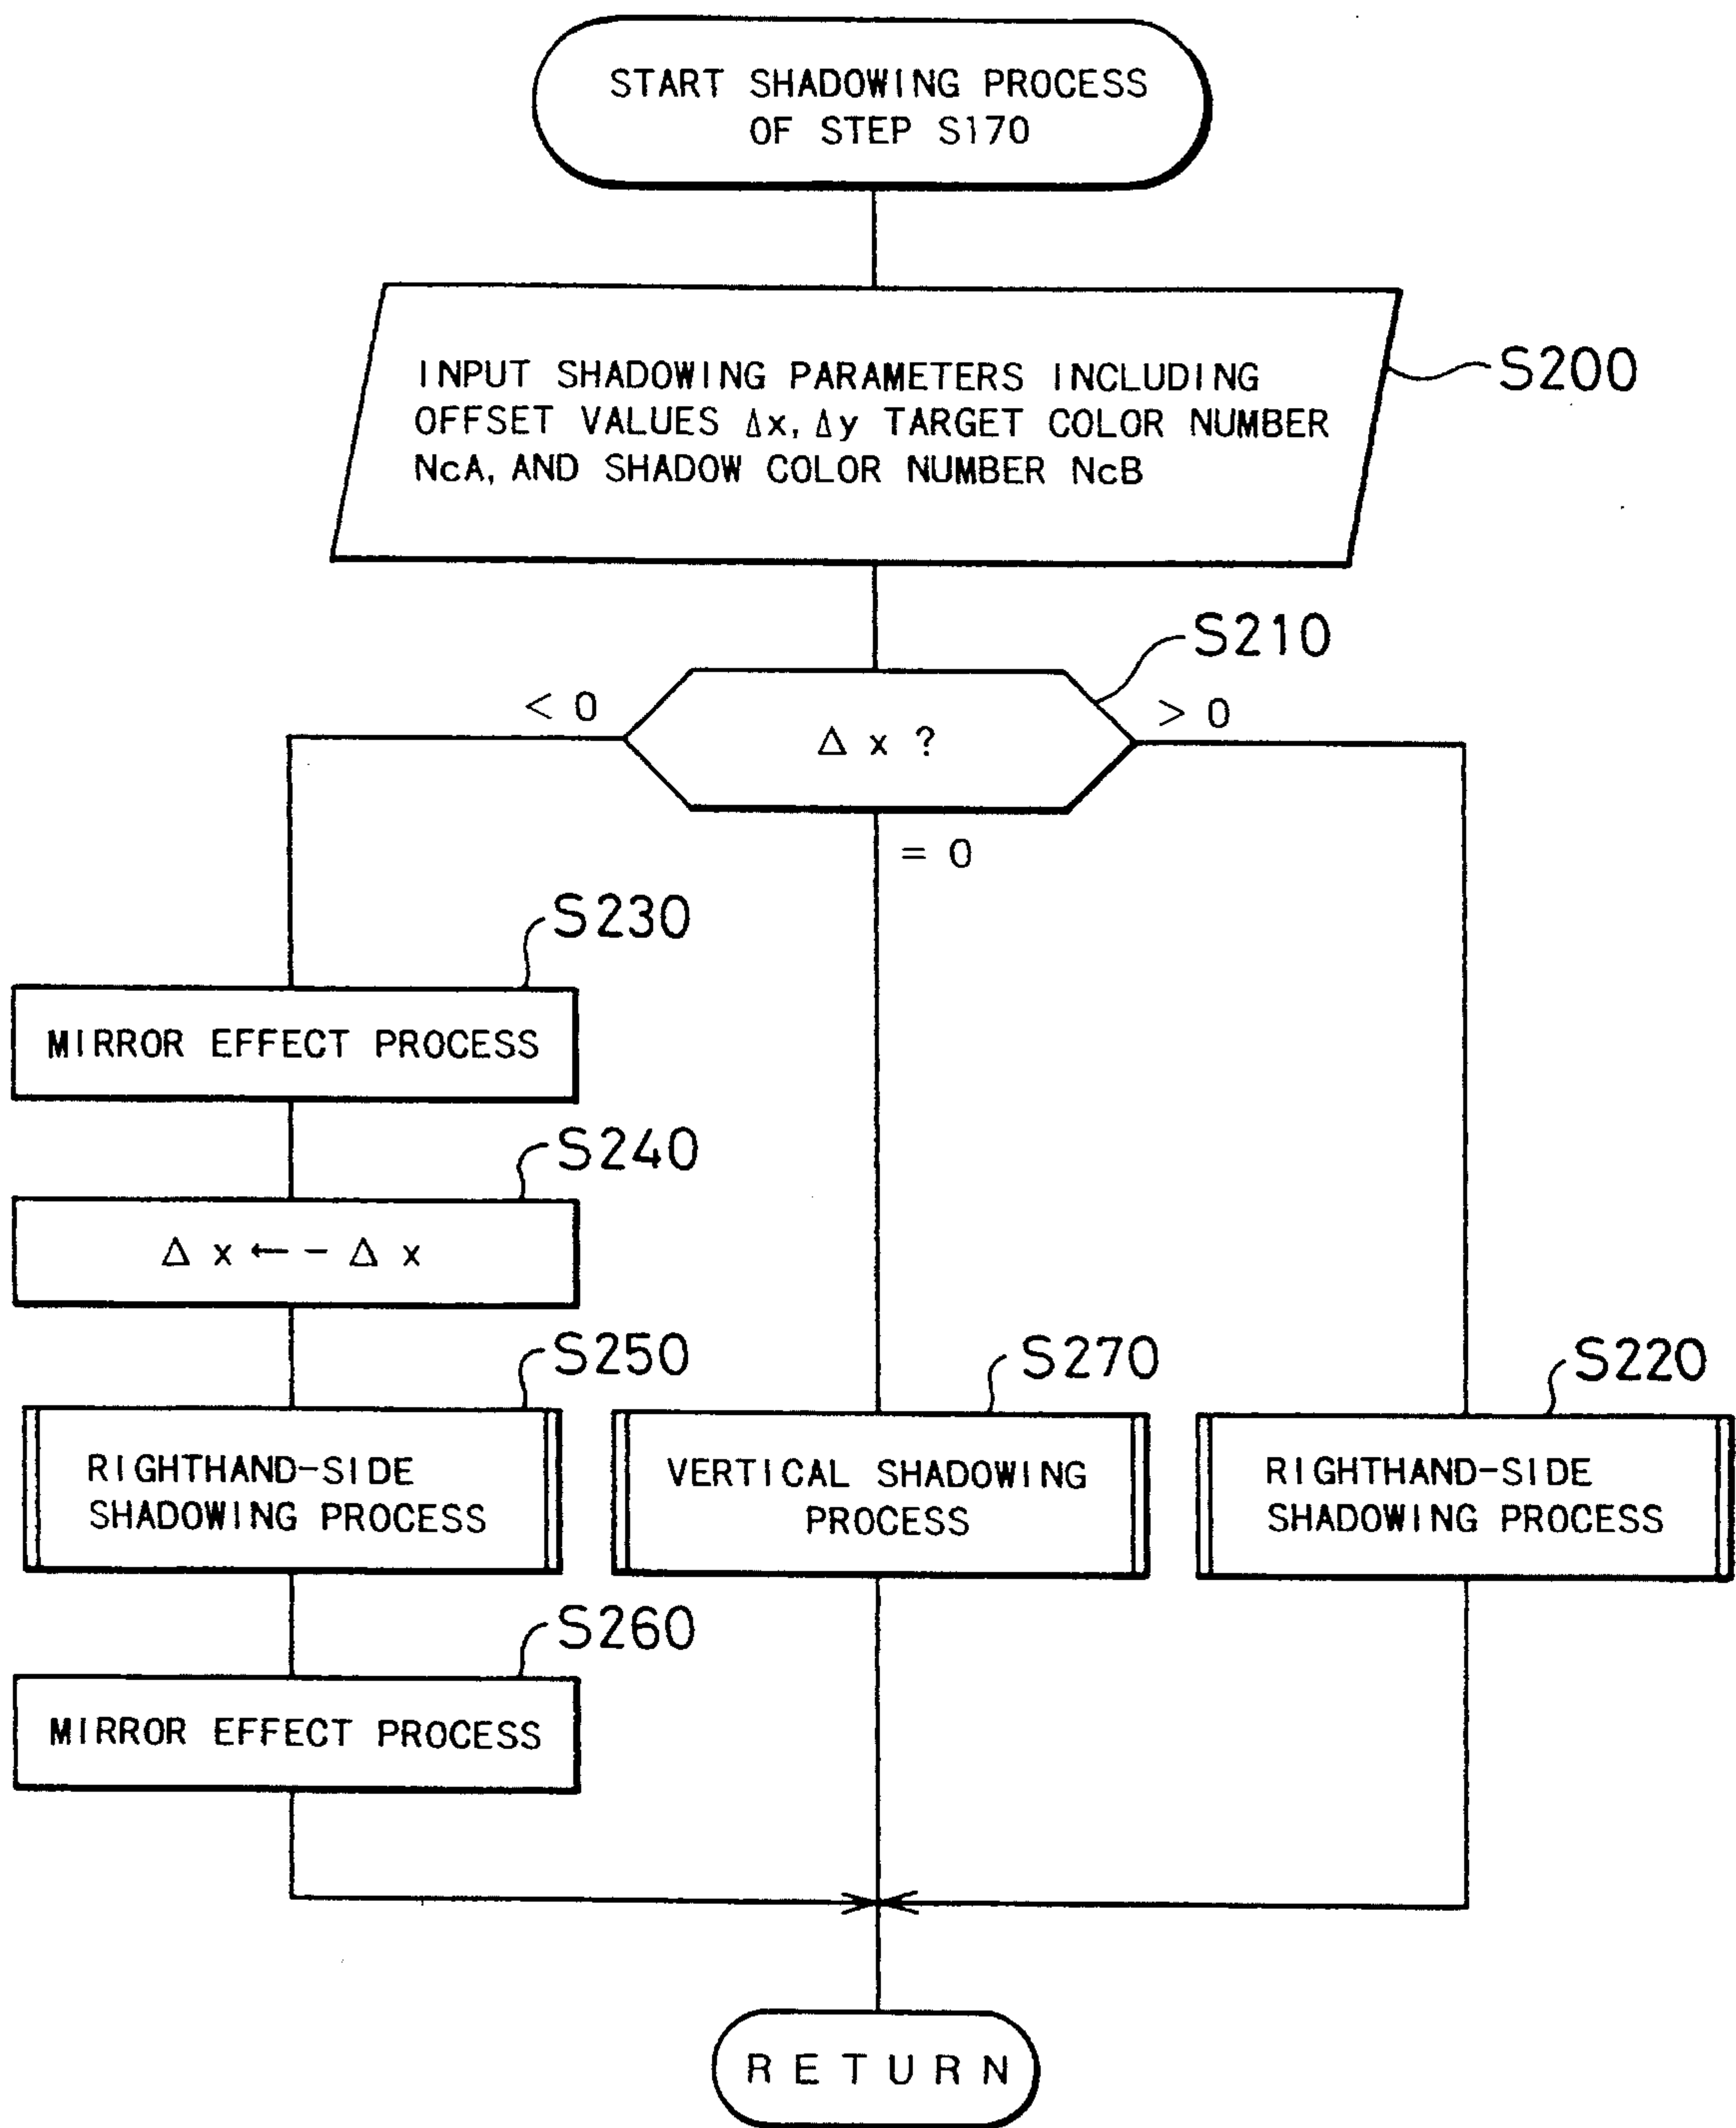 START SHADOWING PROCESS
OF STEP S170
INPUT SHADOWING PARAMETERS INCLUDING
OFFSET VALUES Δx, Δy TARGET COLOR NUMBER
NcA, AND SHADOW COLOR NUMBER NcB
S200
S210
< 0
Δ x ?
> 0
= 0
S230
MIRROR EFFECT PROCESS
S240
Δ x ← − Δ x
S250
RIGHTHAND-SIDE
SHADOWING PROCESS
S270
VERTICAL SHADOWING
PROCESS
S220
RIGHTHAND-SIDE
SHADOWING PROCESS
S260
MIRROR EFFECT PROCESS
RETURN